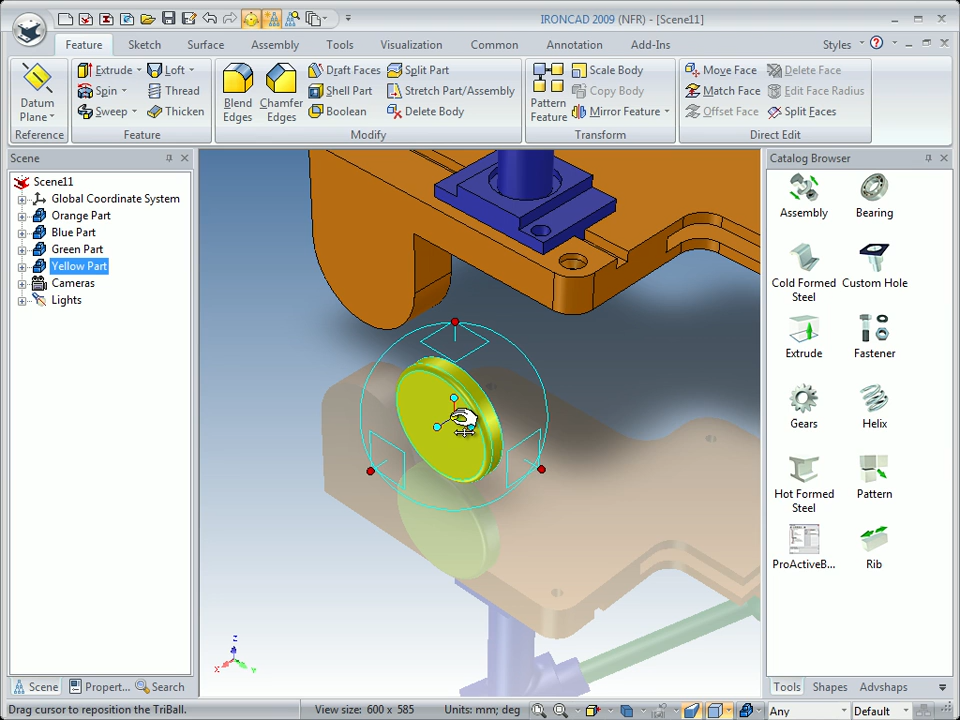 IRONCAD 2009 (NFR) - [Scene11]
Feature Sketch Surface Assembly Tools Visualization Common Annotation Add-Ins Styles
Datum Plane
Reference
Extrude Loft
Spin Thread
Sweep Thicken
Feature
Blend Edges
Chamfer Edges
Draft Faces Split Part
Shell Part Stretch Part/Assembly
Boolean Delete Body
Modify
Pattern Feature
Scale Body
Copy Body
Mirror Feature
Transform
Move Face Delete Face
Match Face Edit Face Radius
Offset Face Split Faces
Direct Edit
Scene
Scene11
Global Coordinate System
Orange Part
Blue Part
Green Part
Yellow Part
Cameras
Lights
Z
X
Y
Catalog Browser
Assembly Bearing
Cold Formed Steel Custom Hole
Extrude Fastener
Gears Helix
Hot Formed Steel Pattern
ProActiveB... Rib
Scene Propert... Search
Tools Shapes Advshaps
Drag cursor to reposition the TriBall. View size: 600 x 585 Units: mm; deg Any Default